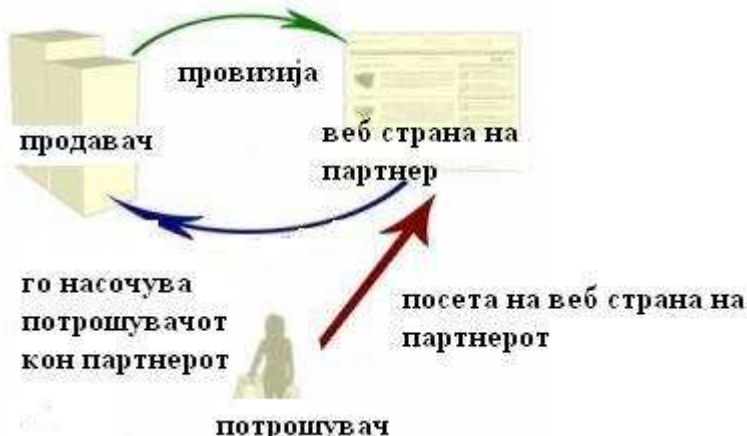 провизија
продавач
веб страна на
партнер
го насочува
потрошувачот
кон партнерот
посета на веб страна на
партнерот
потрошувач